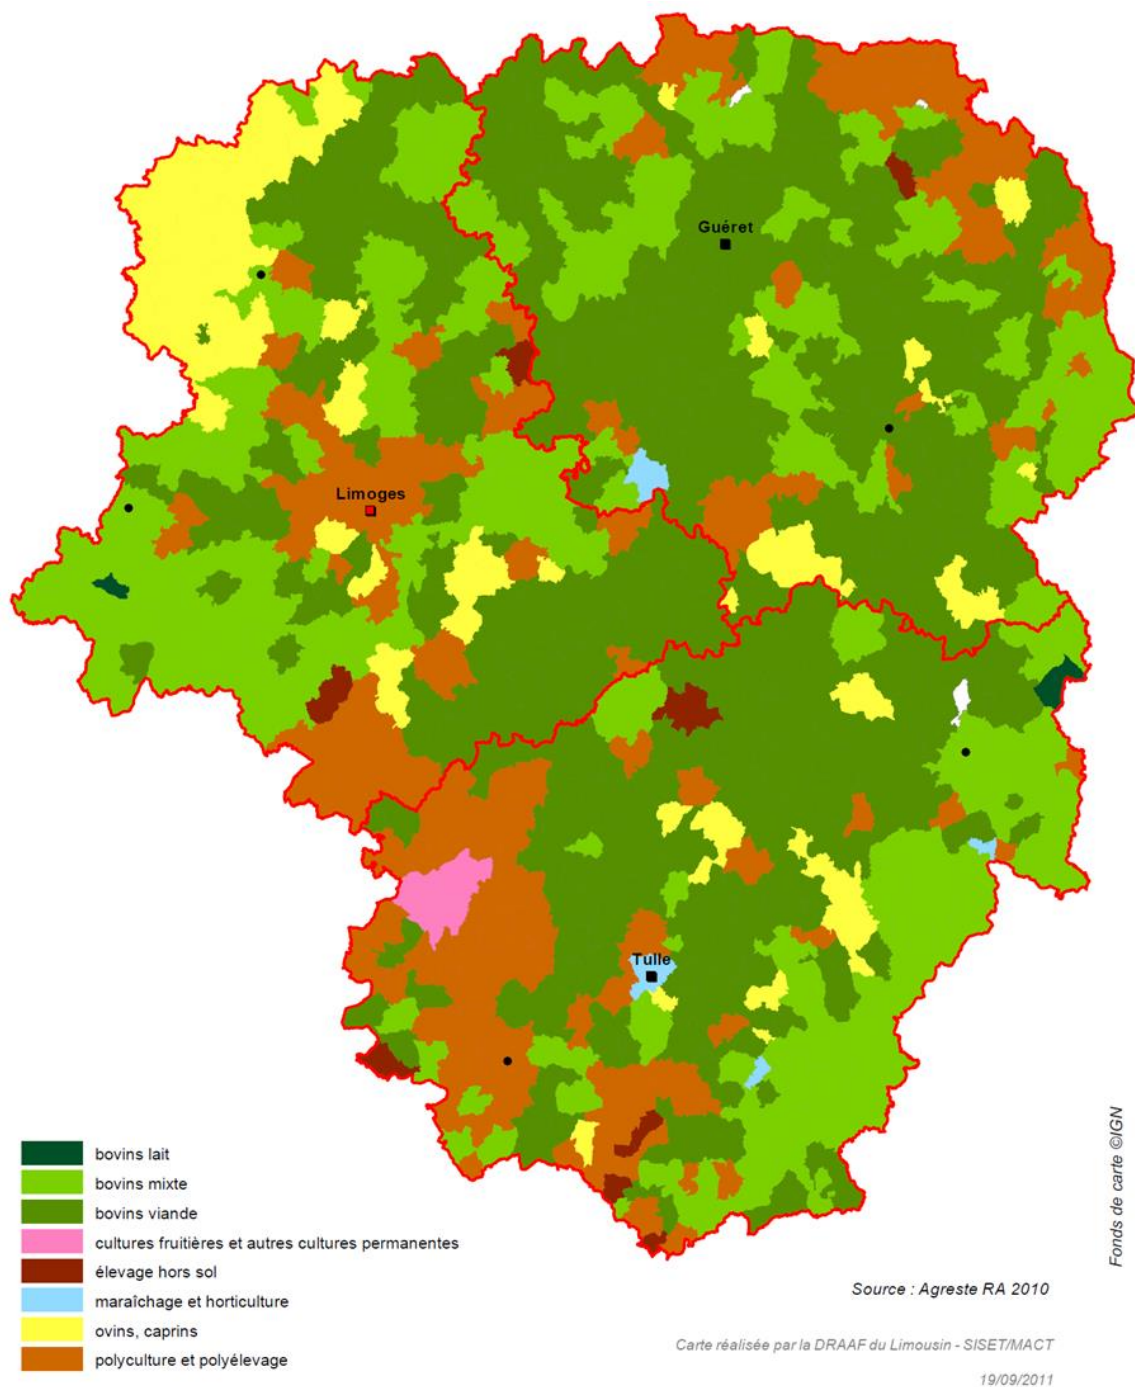 Guéret
Limoges
Tulle
bovins lait
bovins mixte
bovins viande
cultures fruitières et autres cultures permanentes
élevage hors sol
maraîchage et horticulture
ovins, caprins
polyculture et polyélevage
Fonds de carte ©IGN
Source : Agreste RA 2010
Carte réalisée par la DRAAF du Limousin - SISET/MACT
19/09/2011